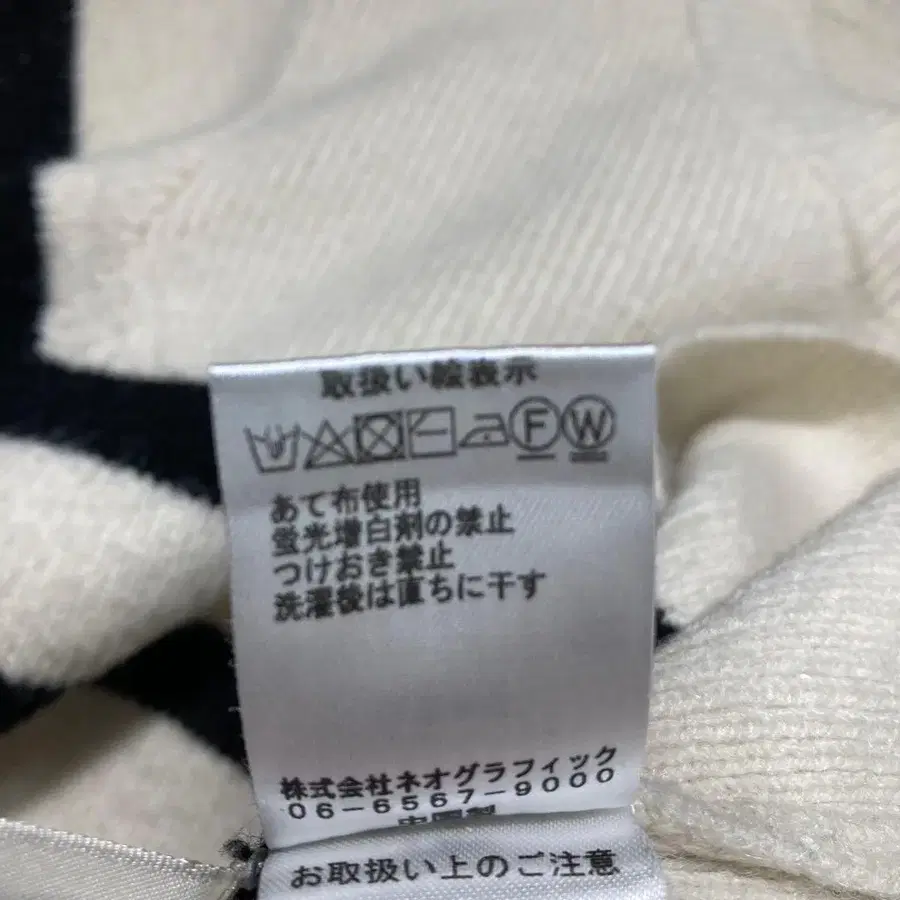 取扱い絵表示
F W
あて布使用
蛍光増白剤の禁止
つけおき禁止
洗濯後は直ちに干す
株式会社ネオグラフィック
06-6567-9000
中国製
お取扱い上のご注意